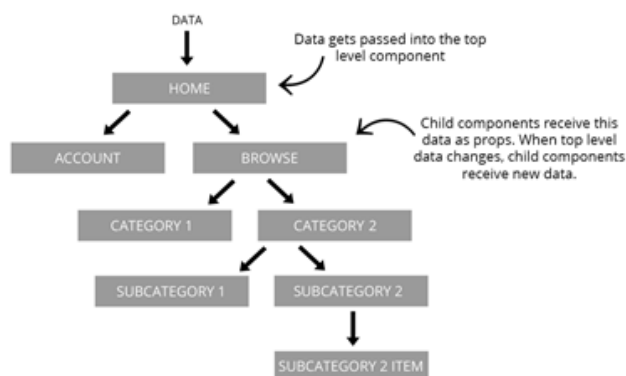 DATA
Data gets passed into the top
level component
HOME
Child components receive this
data as props. When top level
data changes, child components
receive new data.
ACCOUNT
BROWSE
CATEGORY 1
CATEGORY 2
SUBCATEGORY 1
SUBCATEGORY 2
SUBCATEGORY 2 ITEM